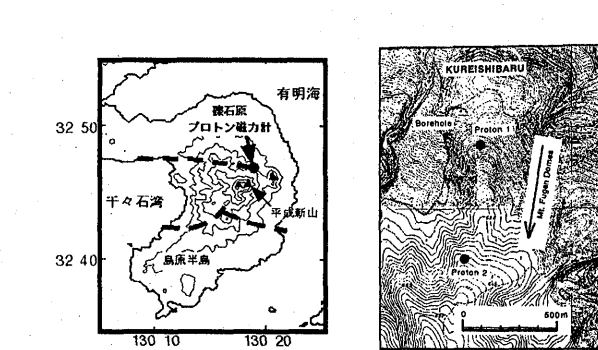 有明海
礫石原
プロトン磁力計
32 50
千々石湾
平成新山
32 40
島原半島
130 10
130 20
KUREISHIBARU
Borehole
Proton 1
Mt. Fugen Domes
Proton 2
0
500m